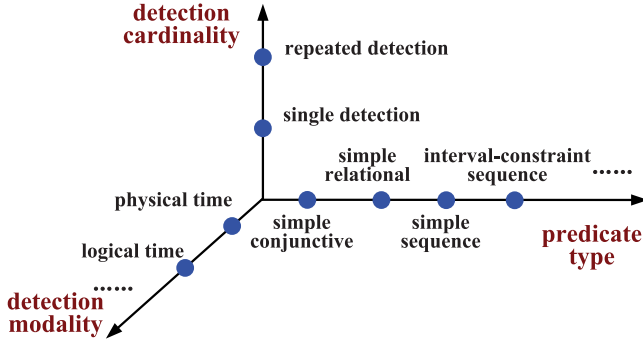 detection
cardinality
repeated detection
single detection
simple
relational
interval-constraint
sequence
......
physical time
simple
conjunctive
simple
sequence
predicate
type
logical time
......
detection
modality